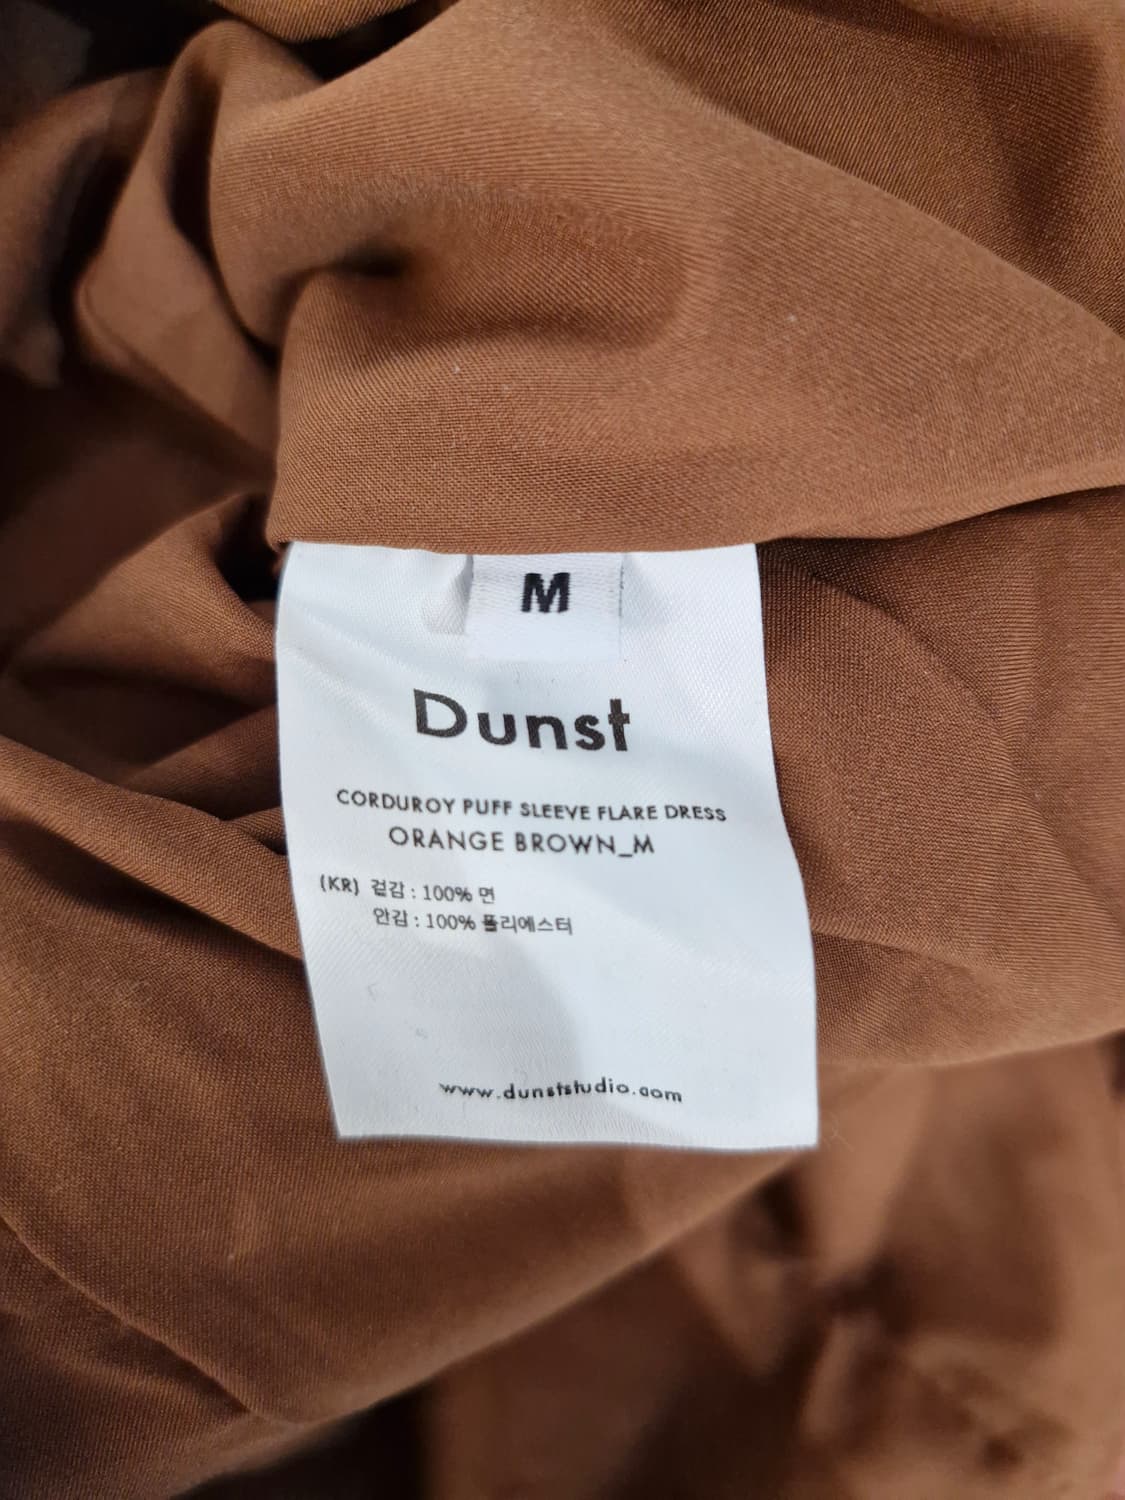 M
Dunst
CORDUROY PUFF SLEEVE FLARE DRESS
ORANGE BROWN_M
(KR) 겉감 : 100% 면
안감 : 100% 폴리에스터
www.dunststudio.com